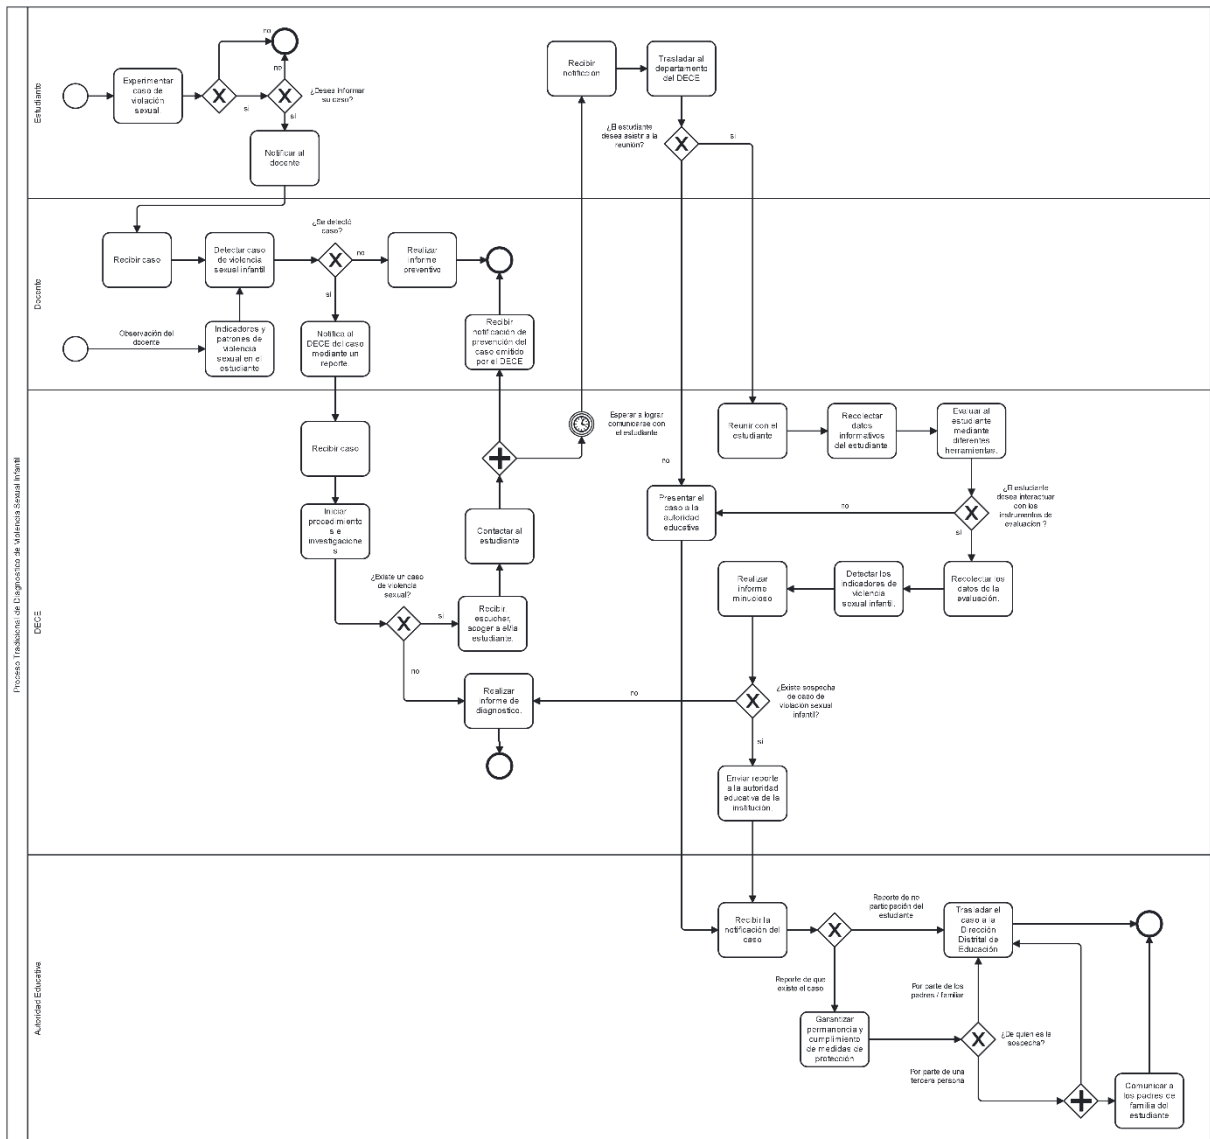 Proceso Tradicional de Diagnostico de Violencia Sexual Infantil
Estudiante
Experimentar
caso de
violación
sexual.
no
no
si
¿Desea informar
su caso?
si
Notificar al
docente
Recibir
notificación
Trasladar al
departamento
del DECE
¿El estudiante
desea asistir a la
reunión?
si
no
Docente
Recibir caso
Detectar caso
de violencia
sexual infantil
¿Se detectó
caso?
no
si
Realizar
informe
preventivo
Observación del
docente
Indicadores y
patrones de
violencia
sexual en el
estudiante
Notifica al
DECE del caso
mediante un
reporte.
Recibir
notificación de
prevención del
caso emitido
por el DECE
DECE
Recibir caso
Iniciar
procedimiento
s e
investigacione
s
¿Existe un caso
de violencia
sexual?
si
no
Recibir,
escucher,
acoger a el/la
estudiante.
Contactar al
estudiante
Esperar a lograr
comunicarse con
el estudiante
Realizar
informe de
diagnostico.
Reunir con el
estudiante
Recolectar
datos
informativos
del estudiante
Evaluar al
estudiante
mediante
diferentes
herramientas.
¿El estudiante
desea interactuar
con los
instrumentos de
evaluacion ?
no
si
Presentar el
caso a la
autoridad
educativa
Recolectar los
datos de la
evaluación.
Detectar los
indicadores de
violencia
sexual infantil.
Realizar
informe
minucioso
¿Existe sospecha
de caso de
violación sexual
infantil?
no
si
Enviar reporte
a la autoridad
educativa de la
institución.
Autoridad Educativa
Recibir la
notificación del
caso
Reporte de no
participación del
estudiante
Reporte de que
existe el caso
Trasladar el
caso a la
Dirección
Distrital de
Educación
Garantizar
permanencia y
cumplimiento
de medidas de
protección
Por parte de los
padres / familiar
¿De quien es la
sospecha?
Por parte de una
tercera persona
Comunicar a
los padres de
familia del
estudiante